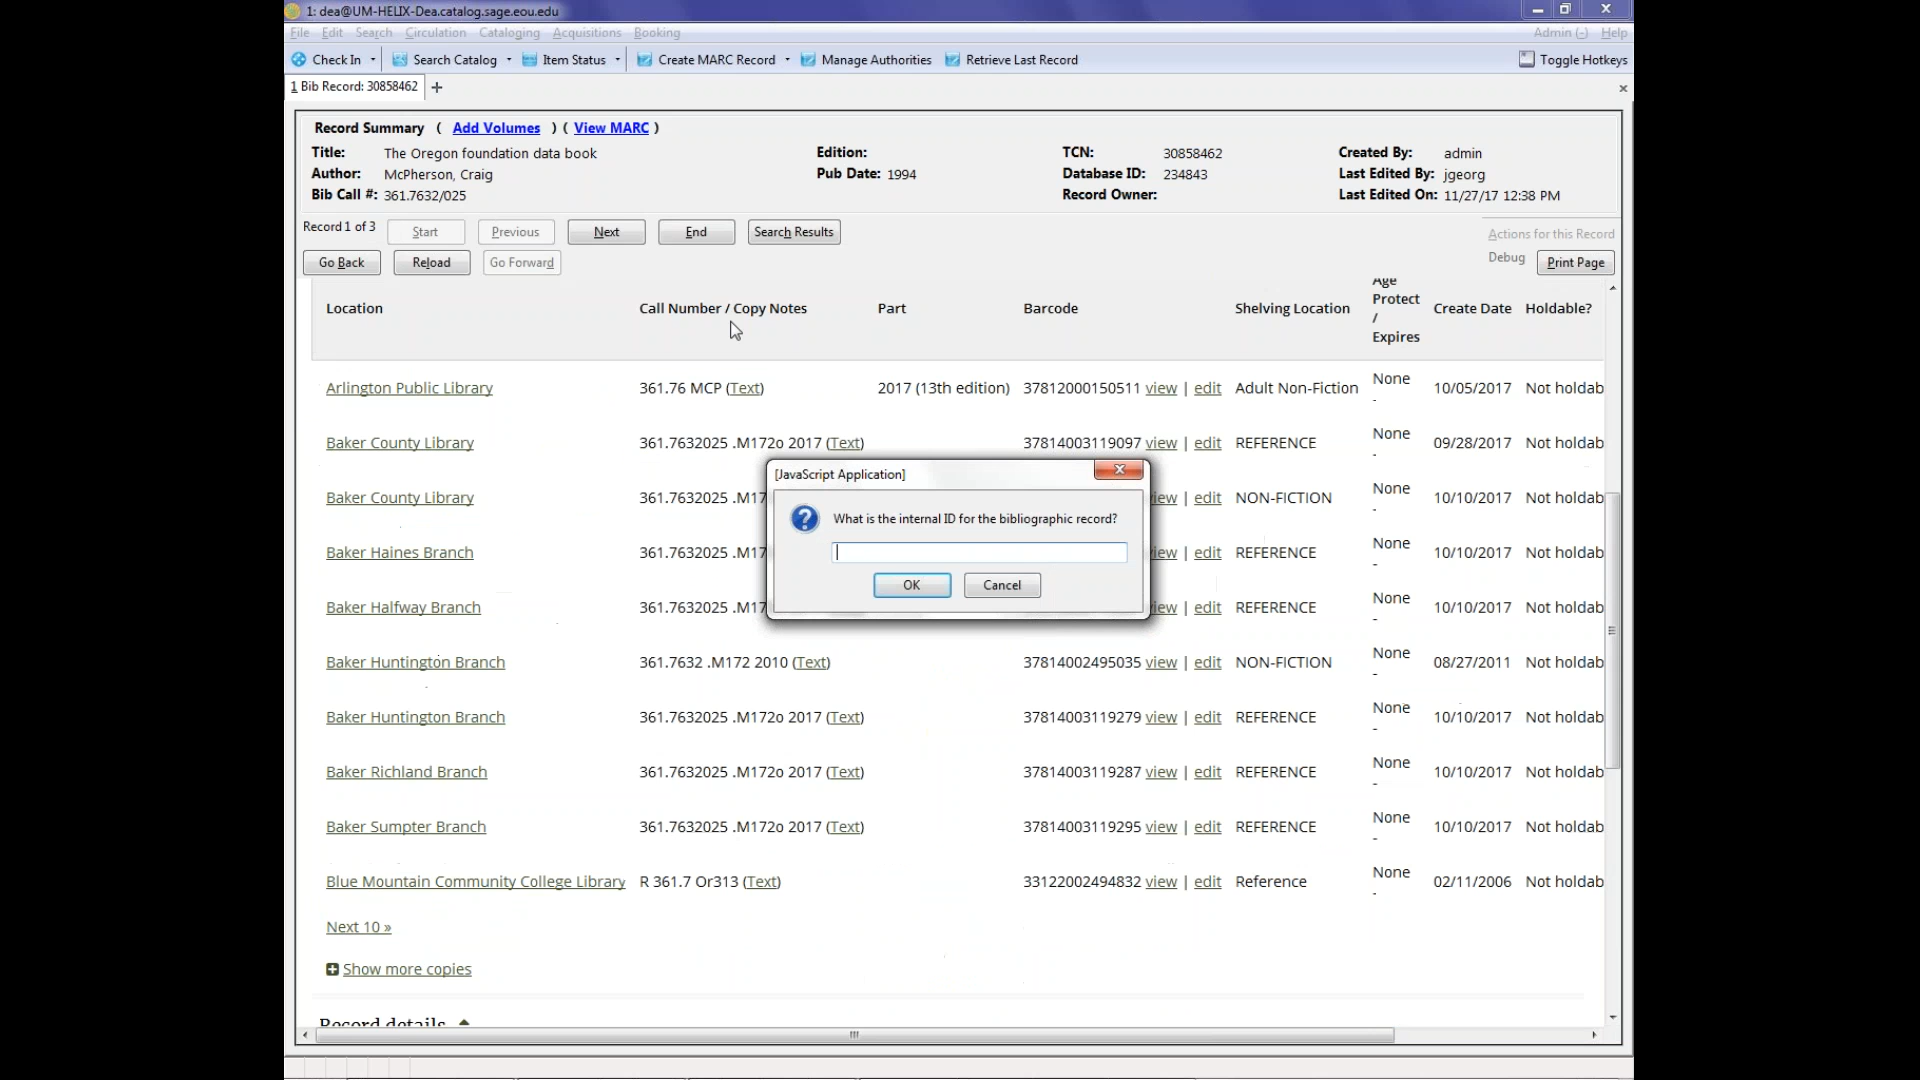 1: dea@UM-HELIX-Dea.catalog.sage.eou.edu
File Edit Search Circulation Cataloging Acquisitions Booking Admin (-) Help
Check In Search Catalog Item Status Create MARC Record Manage Authorities Retrieve Last Record Toggle Hotkeys
1 Bib Record: 30858462 +
Record Summary ( Add Volumes ) ( View MARC )
Title: The Oregon foundation data book Edition: TCN: 30858462 Created By: admin
Author: McPherson, Craig Pub Date: 1994 Database ID: 234843 Last Edited By: jgeorg
Bib Call #: 361.7632/025 Record Owner: Last Edited On: 11/27/17 12:38 PM
Record 1 of 3 Start Previous Next End Search Results Actions for this Record
Go Back Reload Go Forward Debug Print Page
Location Call Number / Copy Notes Part Barcode Shelving Location Age Protect / Expires Create Date Holdable?
Arlington Public Library 361.76 MCP (Text) 2017 (13th edition) 37812000150511 view | edit Adult Non-Fiction None - 10/05/2017 Not holdab
Baker County Library 361.7632025 .M172o 2017 (Text) 37814003119097 view | edit REFERENCE None - 09/28/2017 Not holdab
Baker County Library 361.7632025 .M17 iew | edit NON-FICTION None - 10/10/2017 Not holdab
Baker Haines Branch 361.7632025 .M17 iew | edit REFERENCE None - 10/10/2017 Not holdab
Baker Halfway Branch 361.7632025 .M17 iew | edit REFERENCE None - 10/10/2017 Not holdab
Baker Huntington Branch 361.7632 .M172 2010 (Text) 37814002495035 view | edit NON-FICTION None - 08/27/2011 Not holdab
Baker Huntington Branch 361.7632025 .M172o 2017 (Text) 37814003119279 view | edit REFERENCE None - 10/10/2017 Not holdab
Baker Richland Branch 361.7632025 .M172o 2017 (Text) 37814003119287 view | edit REFERENCE None - 10/10/2017 Not holdab
Baker Sumpter Branch 361.7632025 .M172o 2017 (Text) 37814003119295 view | edit REFERENCE None - 10/10/2017 Not holdab
Blue Mountain Community College Library R 361.7 Or313 (Text) 33122002494832 view | edit Reference None - 02/11/2006 Not holdab
Next 10 »
Show more copies
Record details
[JavaScript Application]
What is the internal ID for the bibliographic record?
OK Cancel